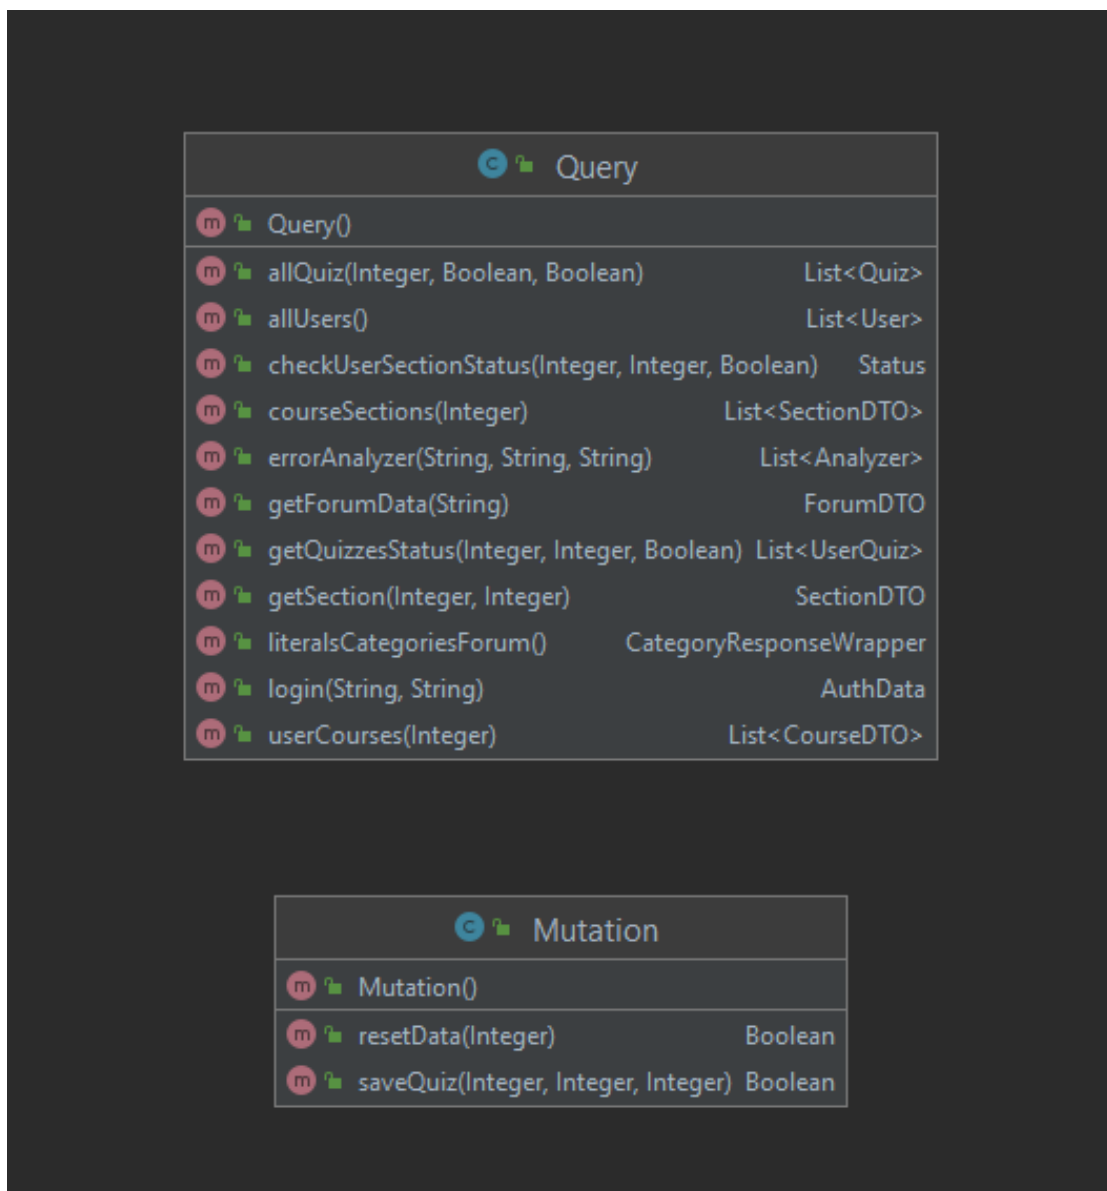 Query
Query()
allQuiz(Integer, Boolean, Boolean) List<Quiz>
allUsers() List<User>
checkUserSectionStatus(Integer, Integer, Boolean) Status
courseSections(Integer) List<SectionDTO>
errorAnalyzer(String, String, String) List<Analyzer>
getForumData(String) ForumDTO
getQuizzesStatus(Integer, Integer, Boolean) List<UserQuiz>
getSection(Integer, Integer) SectionDTO
literalsCategoriesForum() CategoryResponseWrapper
login(String, String) AuthData
userCourses(Integer) List<CourseDTO>
Mutation
Mutation()
resetData(Integer) Boolean
saveQuiz(Integer, Integer, Integer) Boolean